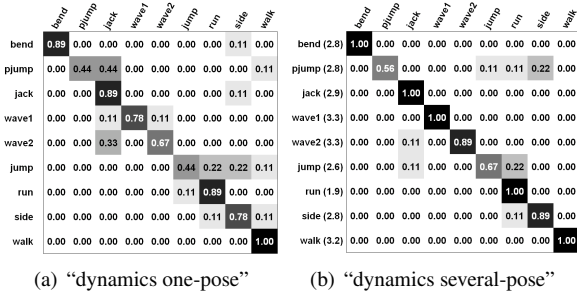 bend pjump jack wave1 wave2 jump run side walk
bend 0.89 0.00 0.00 0.00 0.00 0.00 0.00 0.11 0.00
pjump 0.00 0.44 0.44 0.00 0.00 0.00 0.00 0.00 0.11
jack 0.00 0.00 0.89 0.00 0.00 0.00 0.00 0.11 0.00
wave1 0.00 0.00 0.11 0.78 0.11 0.00 0.00 0.00 0.00
wave2 0.00 0.00 0.33 0.00 0.67 0.00 0.00 0.00 0.00
jump 0.00 0.00 0.00 0.00 0.00 0.44 0.22 0.22 0.11
run 0.00 0.00 0.00 0.00 0.00 0.11 0.89 0.00 0.00
side 0.00 0.00 0.00 0.00 0.00 0.00 0.11 0.78 0.11
walk 0.00 0.00 0.00 0.00 0.00 0.00 0.00 0.00 1.00
(a) “dynamics one-pose”
bend pjump jack wave1 wave2 jump run side walk
bend (2.8) 1.00 0.00 0.00 0.00 0.00 0.00 0.00 0.00 0.00
pjump (2.8) 0.00 0.56 0.00 0.00 0.00 0.11 0.11 0.22 0.00
jack (2.9) 0.00 0.00 1.00 0.00 0.00 0.00 0.00 0.00 0.00
wave1 (3.3) 0.00 0.00 0.00 1.00 0.00 0.00 0.00 0.00 0.00
wave2 (3.3) 0.00 0.00 0.11 0.00 0.89 0.00 0.00 0.00 0.00
jump (2.6) 0.00 0.00 0.11 0.00 0.00 0.67 0.22 0.00 0.00
run (1.9) 0.00 0.00 0.00 0.00 0.00 0.00 1.00 0.00 0.00
side (2.8) 0.00 0.00 0.00 0.00 0.00 0.00 0.11 0.89 0.00
walk (3.2) 0.00 0.00 0.00 0.00 0.00 0.00 0.00 0.00 1.00
(b) “dynamics several-pose”